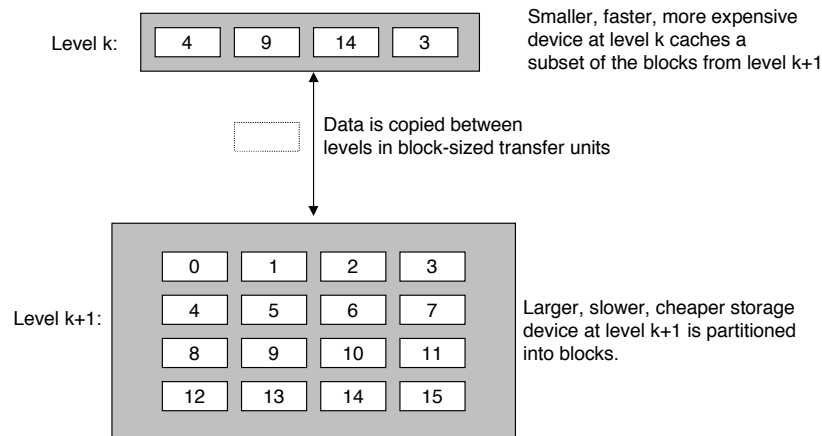 Level k:
4 9 14 3
Smaller, faster, more expensive
device at level k caches a
subset of the blocks from level k+1
Data is copied between
levels in block-sized transfer units
Level k+1:
0 1 2 3
4 5 6 7
8 9 10 11
12 13 14 15
Larger, slower, cheaper storage
device at level k+1 is partitioned
into blocks.